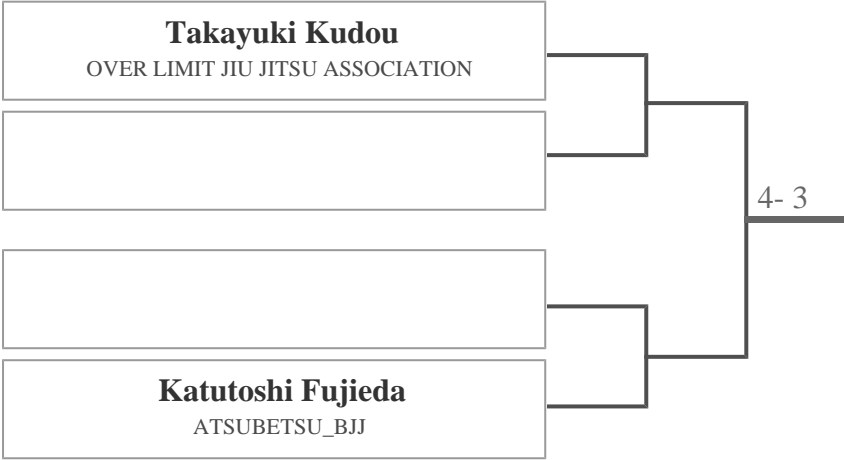 Takayuki Kudou
OVER LIMIT JIU JITSU ASSOCIATION
4- 3
Katutoshi Fujieda
ATSUBETSU_BJJ